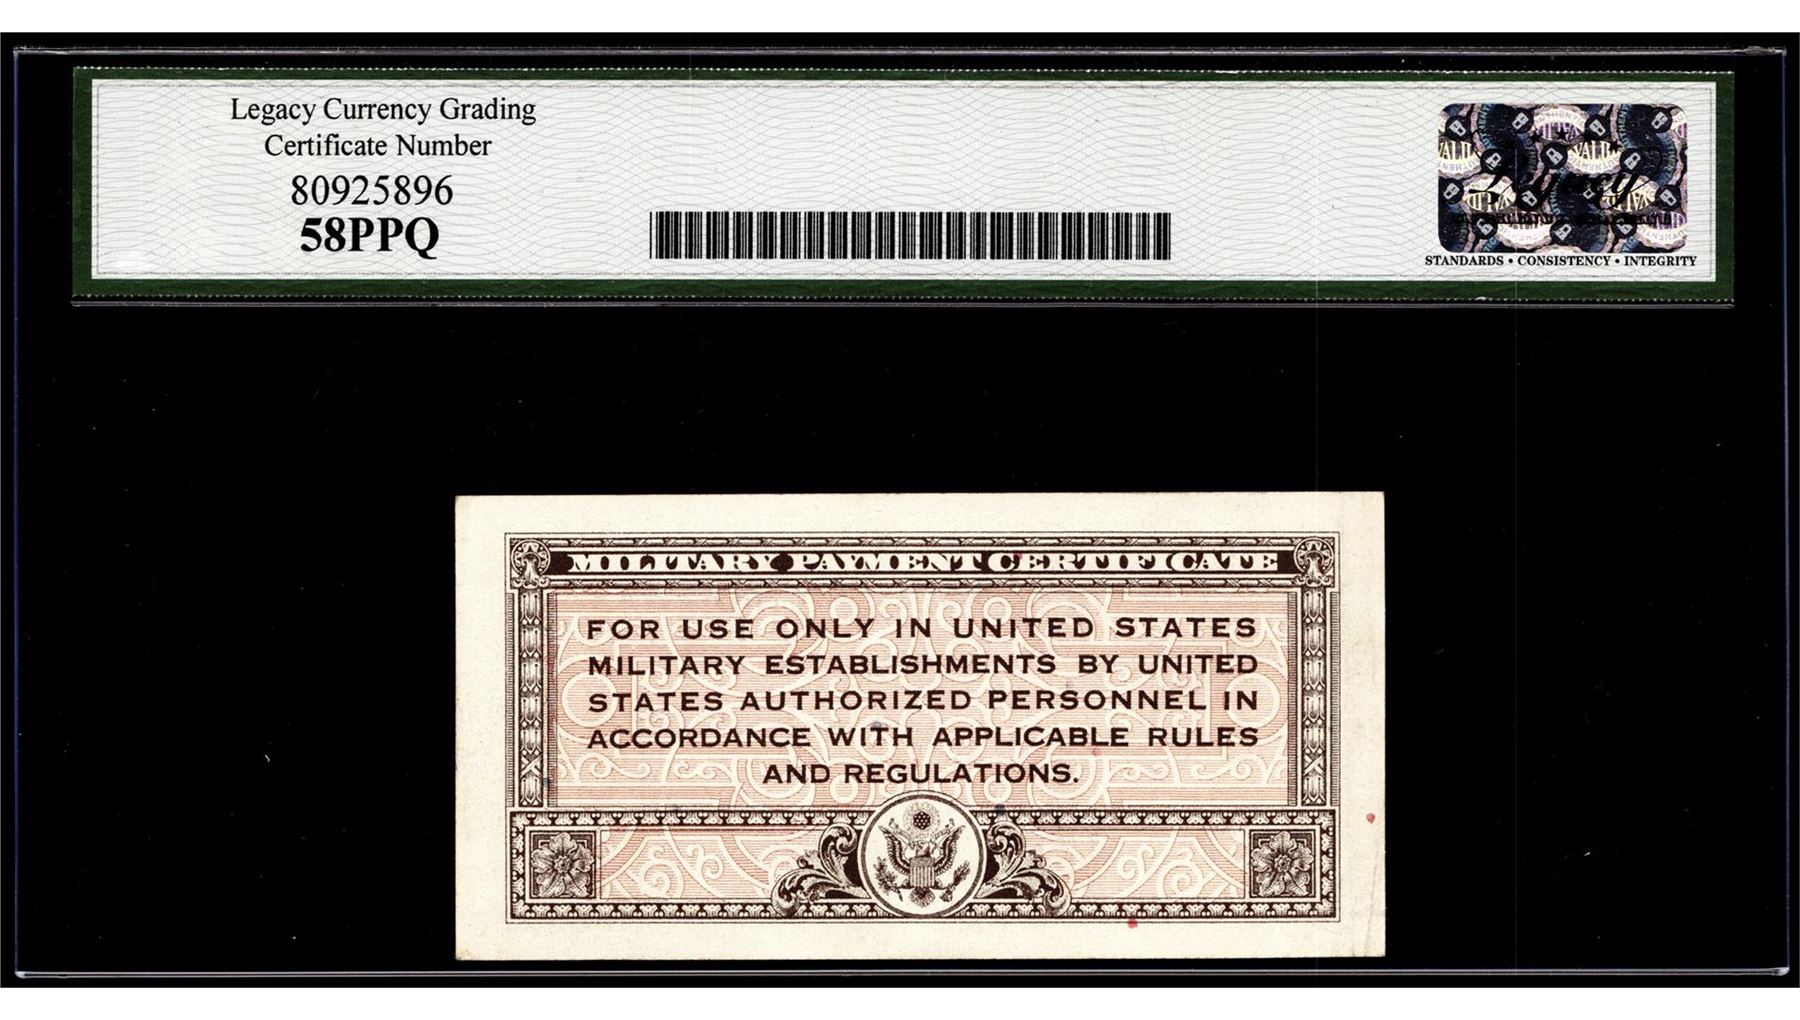 Legacy Currency Grading
Certificate Number
80925896
58PPQ
Legacy
STANDARDS • CONSISTENCY • INTEGRITY
MILITARY PAYMENT CERTIFICATE
FOR USE ONLY IN UNITED STATES
MILITARY ESTABLISHMENTS BY UNITED
STATES AUTHORIZED PERSONNEL IN
ACCORDANCE WITH APPLICABLE RULES
AND REGULATIONS.